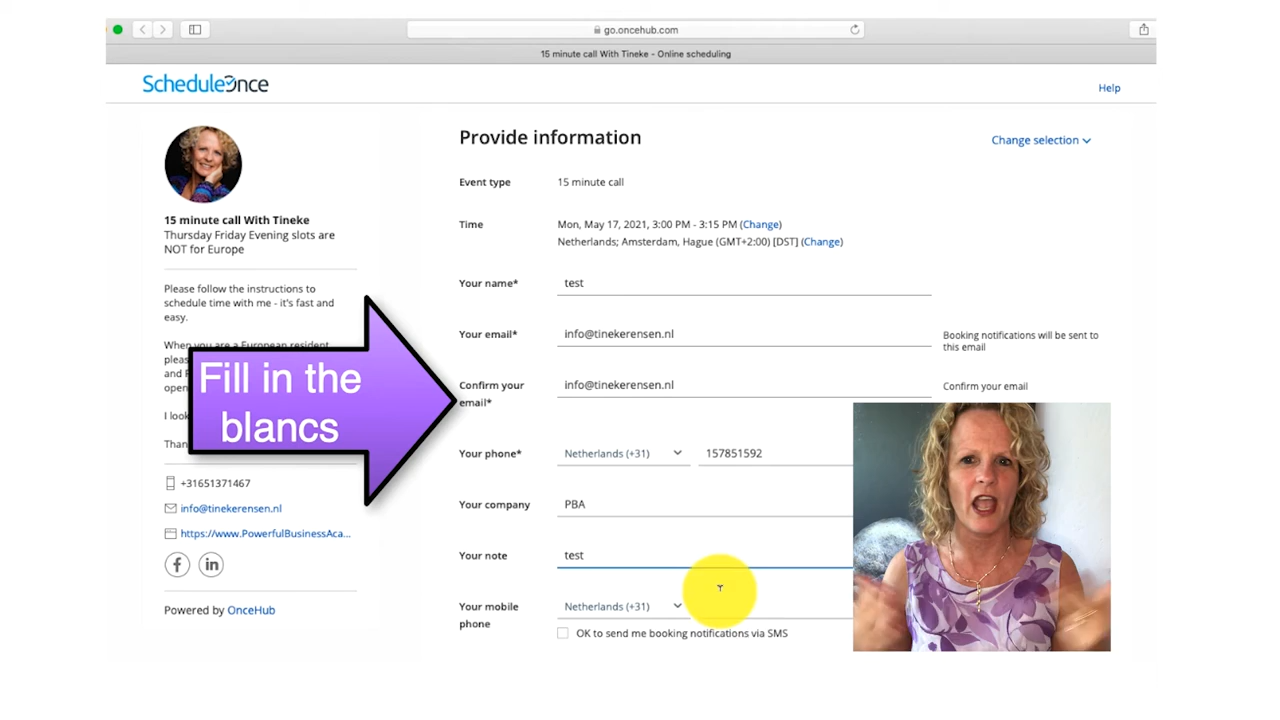 go.oncehub.com
15 minute call With Tineke - Online scheduling
ScheduleOnce
Help
15 minute call With Tineke
Thursday Friday Evening slots are
NOT for Europe
Please follow the instructions to
schedule time with me - it's fast and
easy.
When you are a European resident
+31651371467
info@tinekerensen.nl
https://www.PowerfulBusinessAca...
Powered by OnceHub
Fill in the
blancs
Provide information
Change selection
Event type 15 minute call
Time Mon, May 17, 2021, 3:00 PM - 3:15 PM (Change)
Netherlands; Amsterdam, Hague (GMT+2:00) [DST] (Change)
Your name* test
Your email* info@tinekerensen.nl
Booking notifications will be sent to
this email
Confirm your
email*
info@tinekerensen.nl
Confirm your email
Your phone* Netherlands (+31) 157851592
Your company PBA
Your note test
Your mobile
phone
Netherlands (+31)
OK to send me booking notifications via SMS